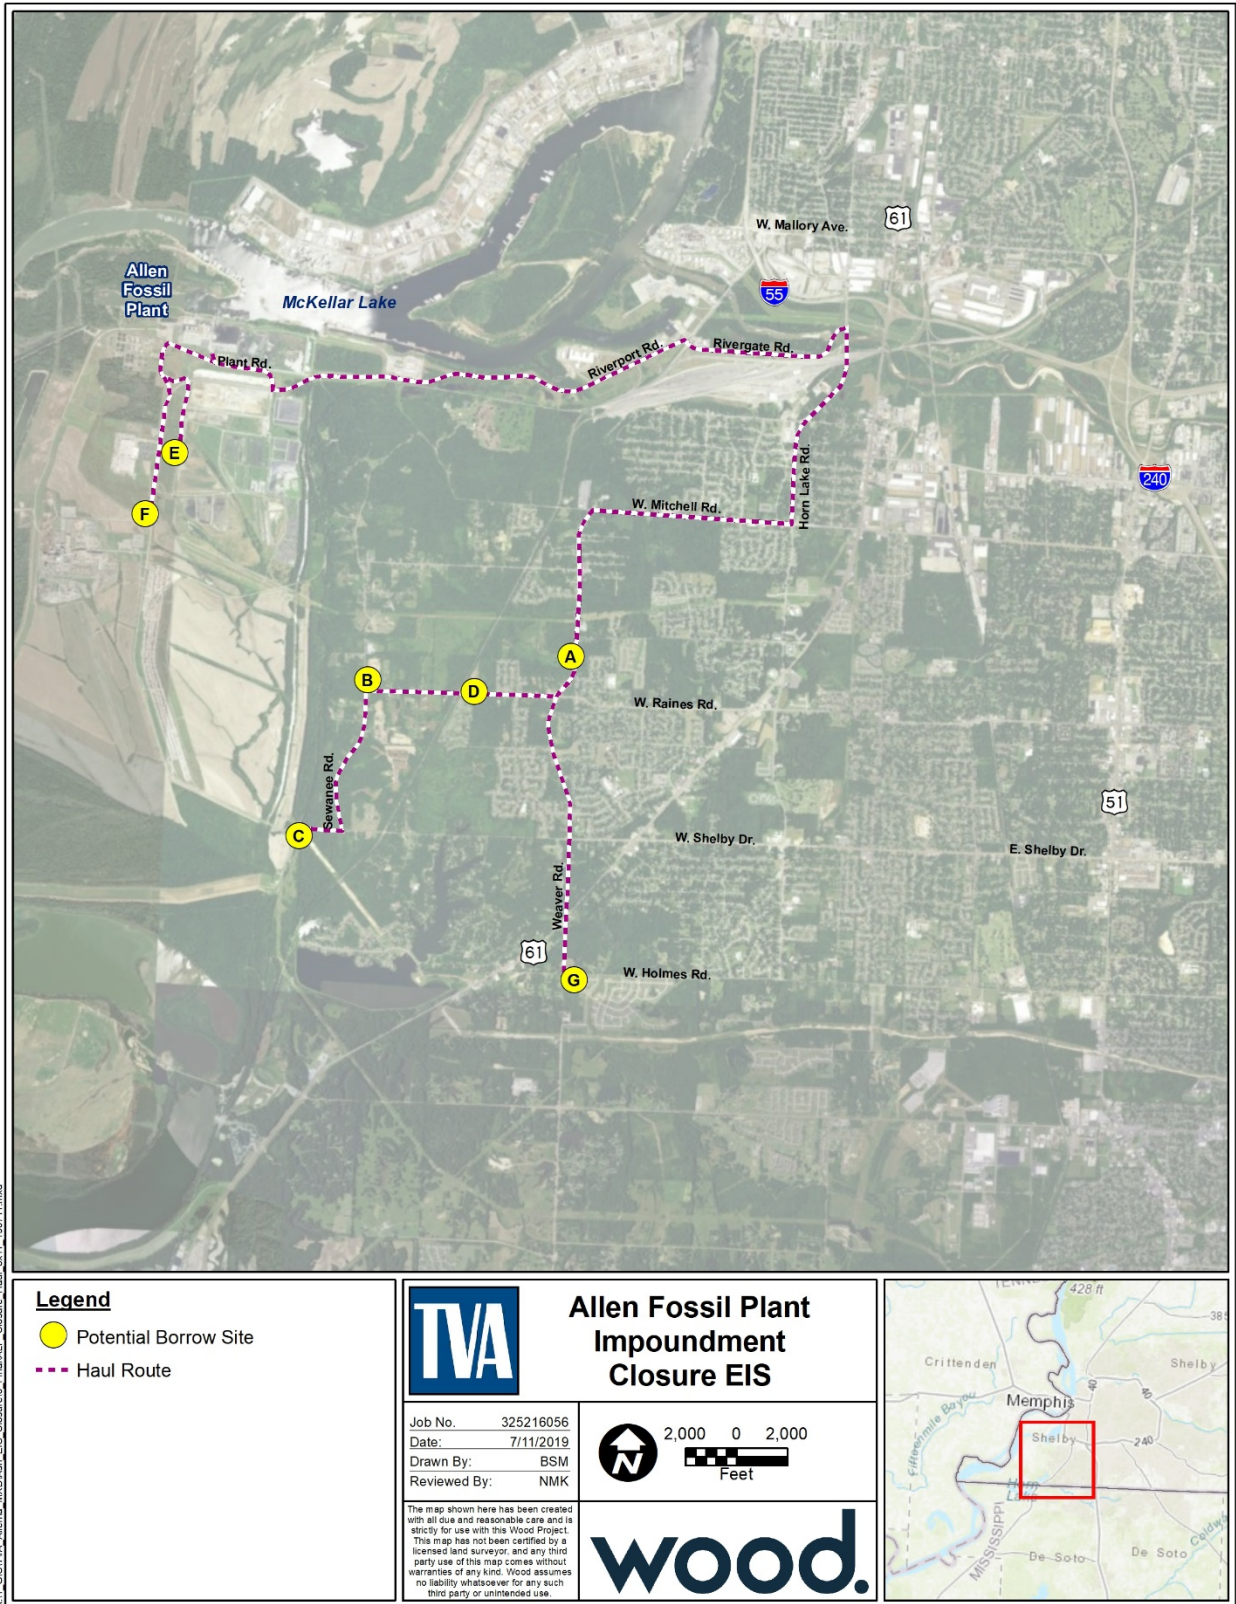 W. Mallory Ave.
61
Allen
Fossil
Plant
McKellar Lake
55
Plant Rd.
Riverport Rd.
Rivergate Rd.
E
F
Horn Lake Rd.
240
W. Mitchell Rd.
A
B
D
W. Raines Rd.
Sewanee Rd.
C
51
W. Shelby Dr.
E. Shelby Dr.
Weaver Rd.
61
G
W. Holmes Rd.
Legend
Potential Borrow Site
Haul Route
TVA
Allen Fossil Plant
Impoundment
Closure EIS
Job No. 325216056
Date: 7/11/2019
Drawn By: BSM
Reviewed By: NMK
N
2,000 0 2,000
Feet
The map shown here has been created
with all due and reasonable care and is
strictly for use with this Wood Project.
This map has not been certified by a
licensed land surveyor, and any third
party use of this map comes without
warranties of any kind. Wood assumes
no liability whatsoever for any such
third party or unintended use.
wood.
428 ft
385
Crittenden
Shelby
40
40
Memphis
Fifteenmile Bayou
Shelby
240
Horn
Lake
MISSISSIPPI
De Soto
De Soto